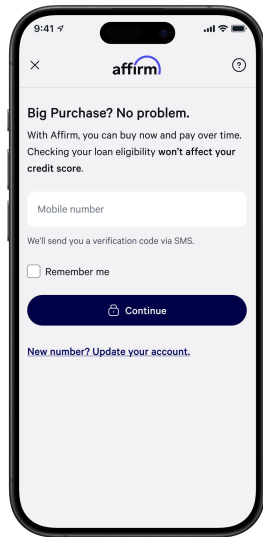 9:41
affirm
Big Purchase? No problem.
With Affirm, you can buy now and pay over time.
Checking your loan eligibility won't affect your
credit score.
Mobile number
We'll send you a verification code via SMS.
Remember me
Continue
New number? Update your account.